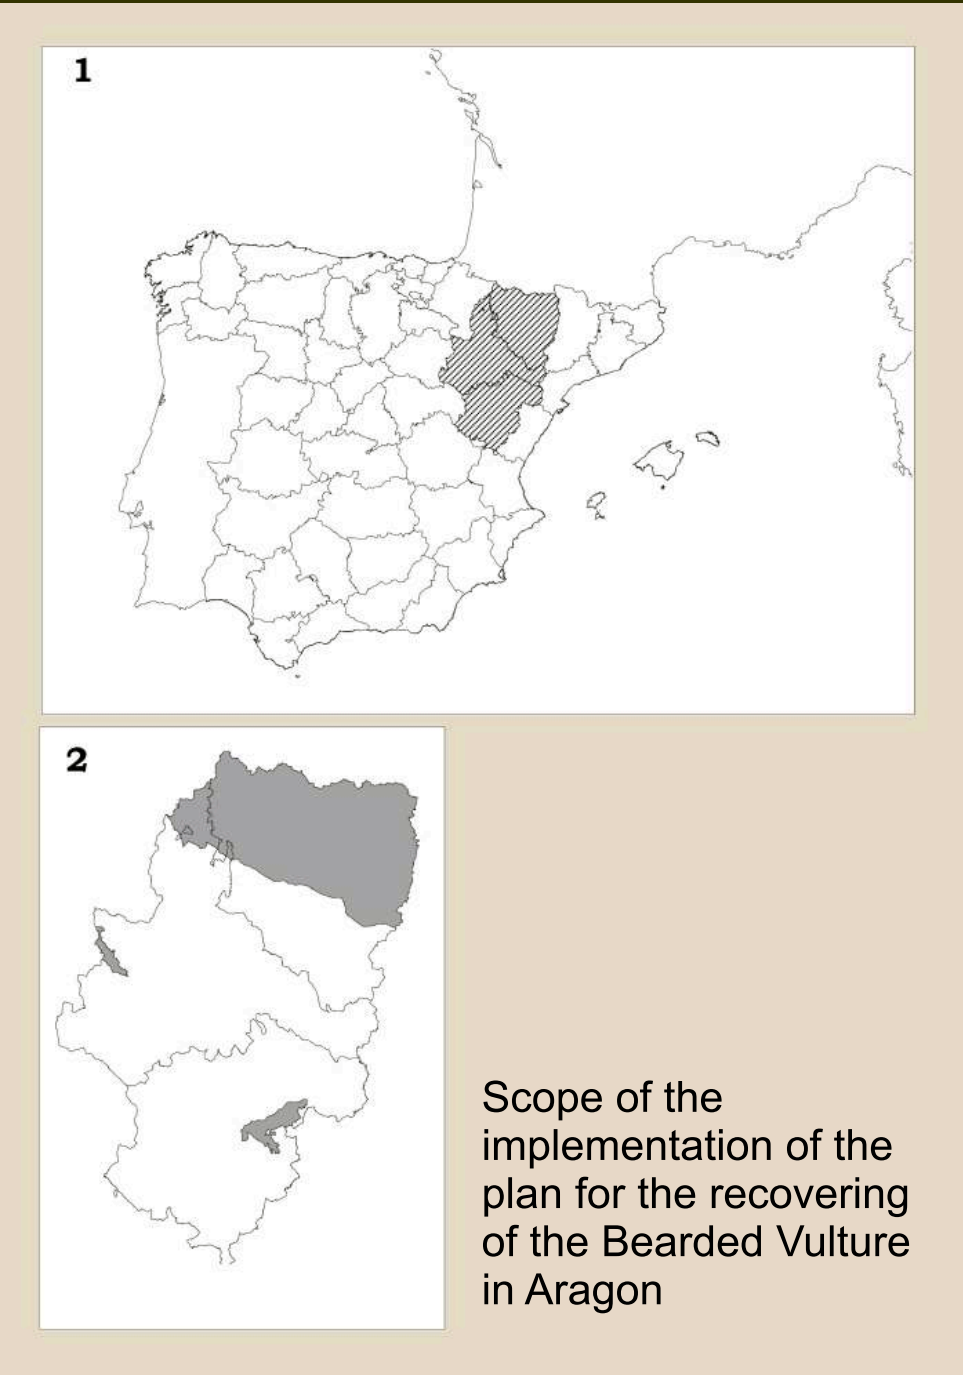 1
2
Scope of the
implementation of the
plan for the recovering
of the Bearded Vulture
in Aragon